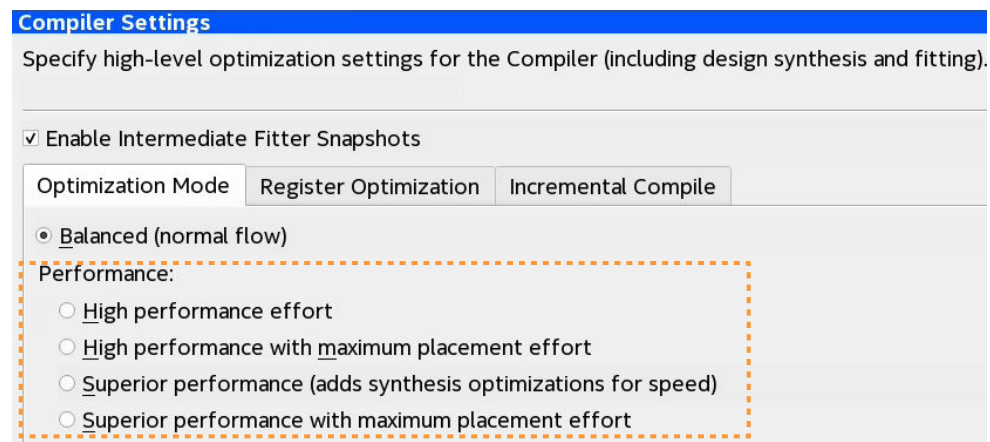 Compiler Settings
Specify high-level optimization settings for the Compiler (including design synthesis and fitting).
Enable Intermediate Fitter Snapshots
Optimization Mode Register Optimization Incremental Compile
Balanced (normal flow)
Performance:
High performance effort
High performance with maximum placement effort
Superior performance (adds synthesis optimizations for speed)
Superior performance with maximum placement effort